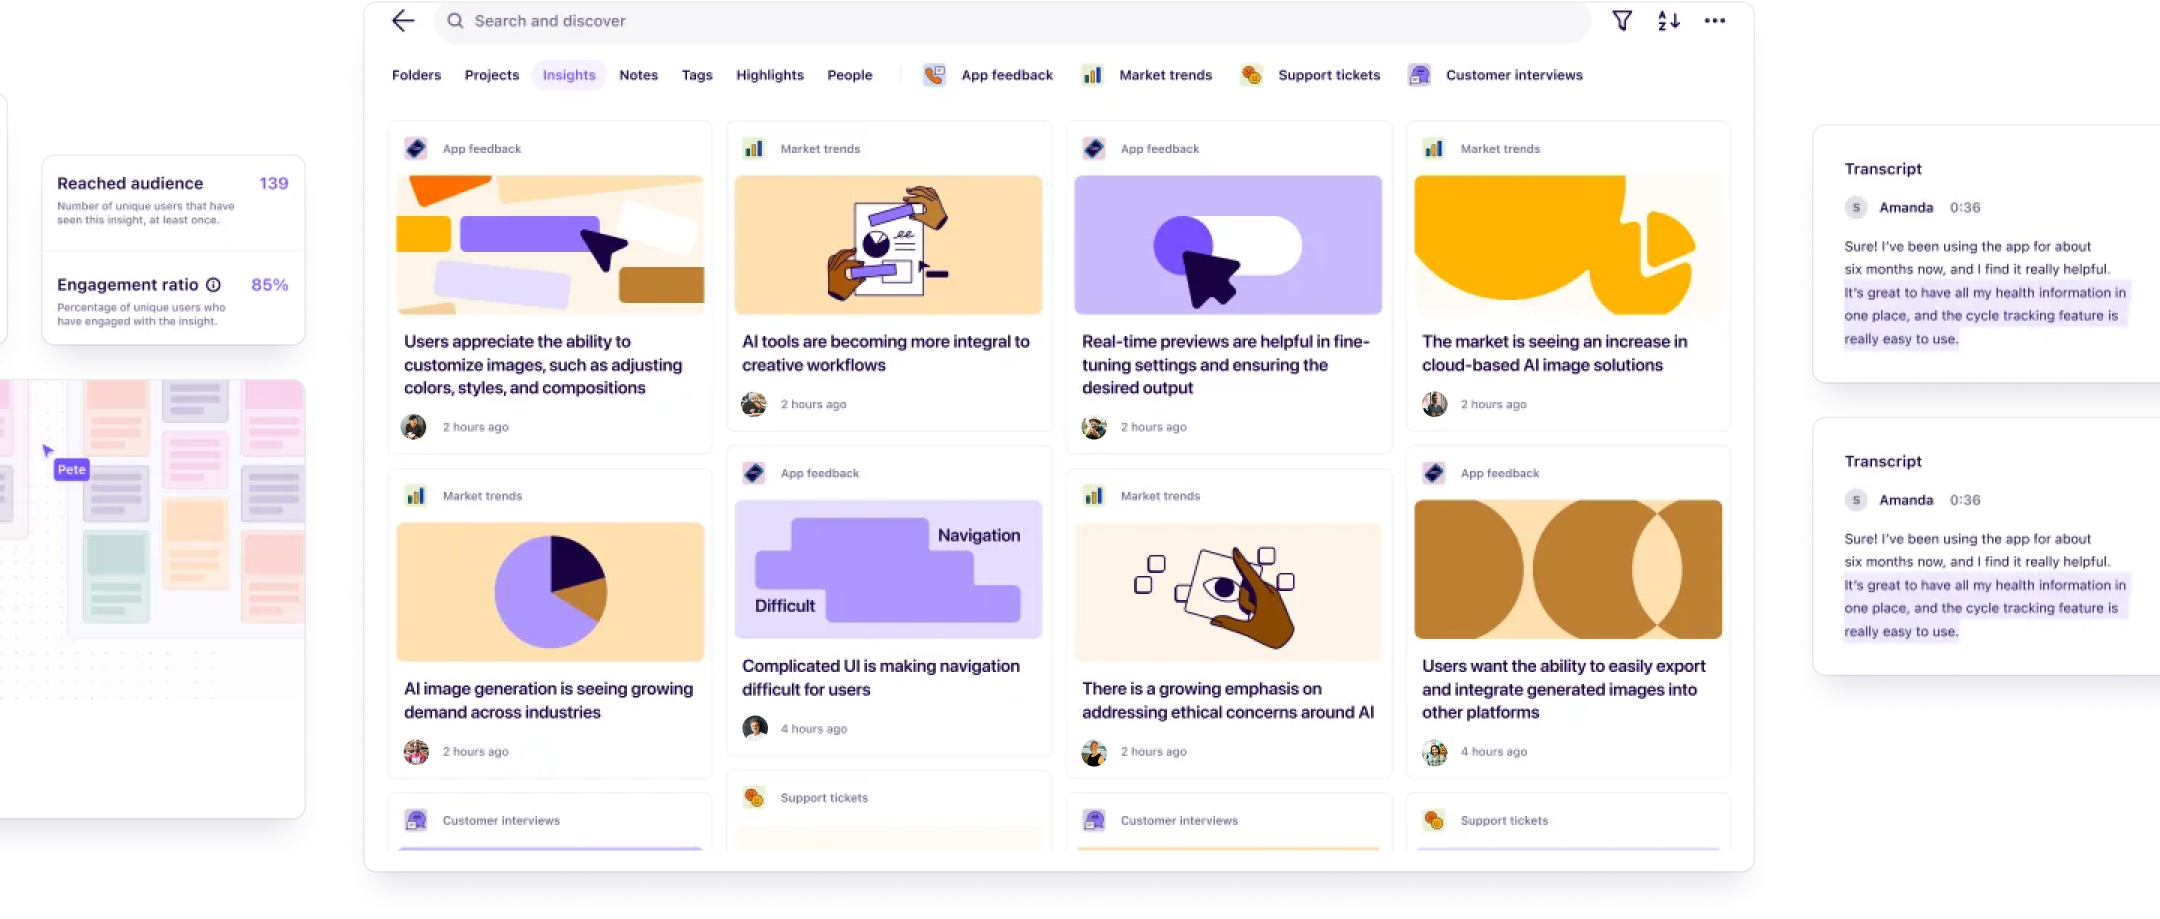 Search and discover
Folders Projects Insights Notes Tags Highlights People App feedback Market trends Support tickets Customer interviews
Reached audience 139
Number of unique users that have
seen this insight, at least once.
Engagement ratio 85%
Percentage of unique users who
have engaged with the insight.
Pete
App feedback
Users appreciate the ability to
customize images, such as adjusting
colors, styles, and compositions
2 hours ago
Market trends
AI tools are becoming more integral to
creative workflows
2 hours ago
App feedback
Real-time previews are helpful in fine-
tuning settings and ensuring the
desired output
2 hours ago
Market trends
The market is seeing an increase in
cloud-based AI image solutions
2 hours ago
Market trends
AI image generation is seeing growing
demand across industries
2 hours ago
App feedback
Navigation
Difficult
Complicated UI is making navigation
difficult for users
4 hours ago
Market trends
There is a growing emphasis on
addressing ethical concerns around AI
2 hours ago
App feedback
Users want the ability to easily export
and integrate generated images into
other platforms
4 hours ago
Customer interviews
Support tickets
Customer interviews
Support tickets
Transcript
S Amanda 0:36
Sure! I've been using the app for about
six months now, and I find it really helpful.
It's great to have all my health information in
one place, and the cycle tracking feature is
really easy to use.
Transcript
S Amanda 0:36
Sure! I've been using the app for about
six months now, and I find it really helpful.
It's great to have all my health information in
one place, and the cycle tracking feature is
really easy to use.